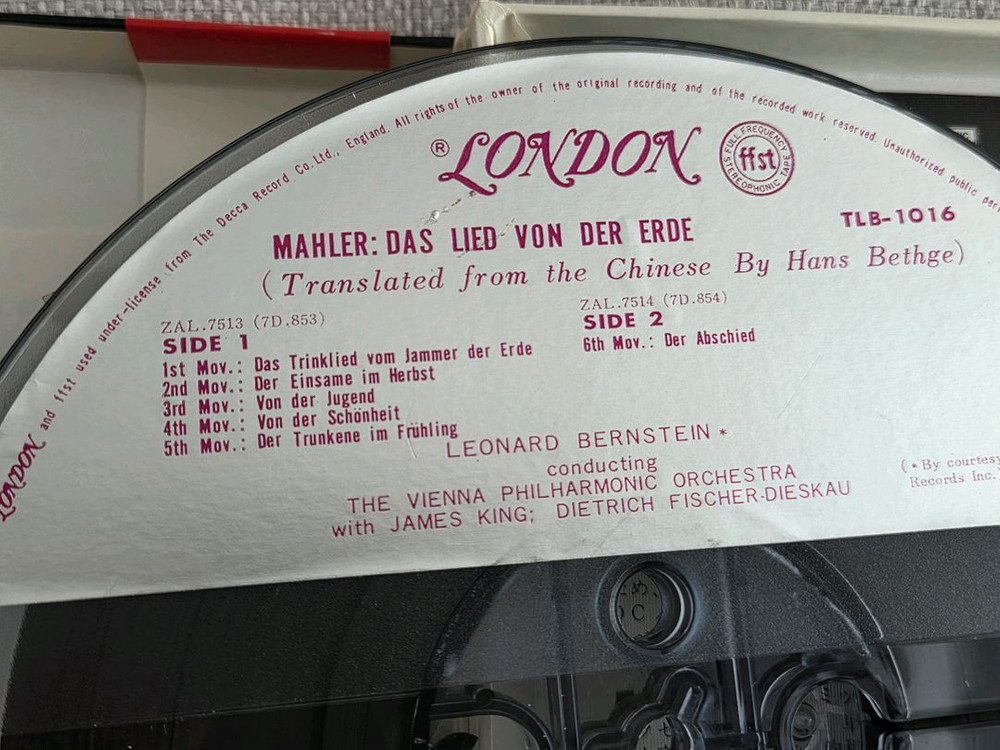 LONDON and ffst used under-license from The Decca Record Co.Ltd., England. All rights of the owner of the original recording and of the recorded work reserved. Unauthorized public
® LONDON
FULL FREQUENCY
ffst
STEREOPHONIC TAPE
MAHLER: DAS LIED VON DER ERDE
TLB-1016
(Translated from the Chinese By Hans Bethge)
ZAL.7513 (7D.853)
SIDE 1
1st Mov.: Das Trinklied vom Jammer der Erde
2nd Mov.: Der Einsame im Herbst
3rd Mov.: Von der Jugend
4th Mov.: Von der Schönheit
5th Mov.: Der Trunkene im Frühling
ZAL.7514 (7D.854)
SIDE 2
6th Mov.: Der Abschied
LEONARD BERNSTEIN *
conducting
THE VIENNA PHILHARMONIC ORCHESTRA
with JAMES KING; DIETRICH FISCHER-DIESKAU
(*By courtesy
Records Inc.
め
C